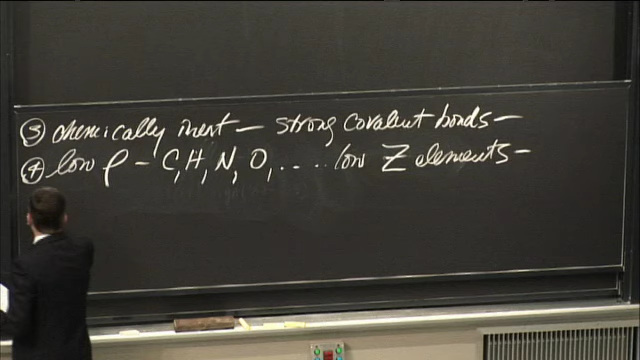 ③ chemically inert – strong covalent bonds –
④ low ρ – C, H, N, O, .... low Z elements –